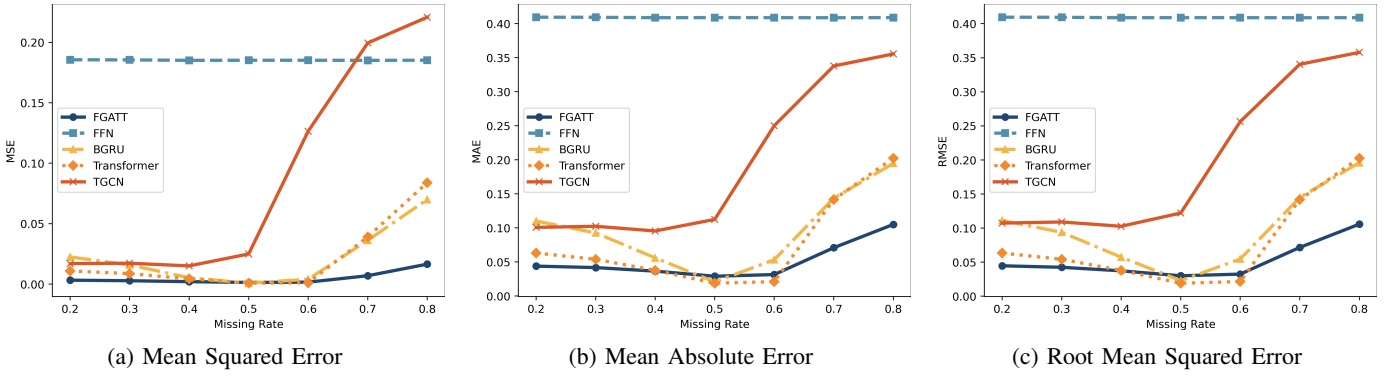 0.20
0.15
0.10
0.05
0.00
MSE
FGATT
FFN
BGRU
Transformer
TGCN
0.2 0.3 0.4 0.5 0.6 0.7 0.8
Missing Rate
(a) Mean Squared Error
0.40
0.35
0.30
0.25
0.20
0.15
0.10
0.05
0.00
MAE
FGATT
FFN
BGRU
Transformer
TGCN
0.2 0.3 0.4 0.5 0.6 0.7 0.8
Missing Rate
(b) Mean Absolute Error
0.40
0.35
0.30
0.25
0.20
0.15
0.10
0.05
0.00
RMSE
FGATT
FFN
BGRU
Transformer
TGCN
0.2 0.3 0.4 0.5 0.6 0.7 0.8
Missing Rate
(c) Root Mean Squared Error